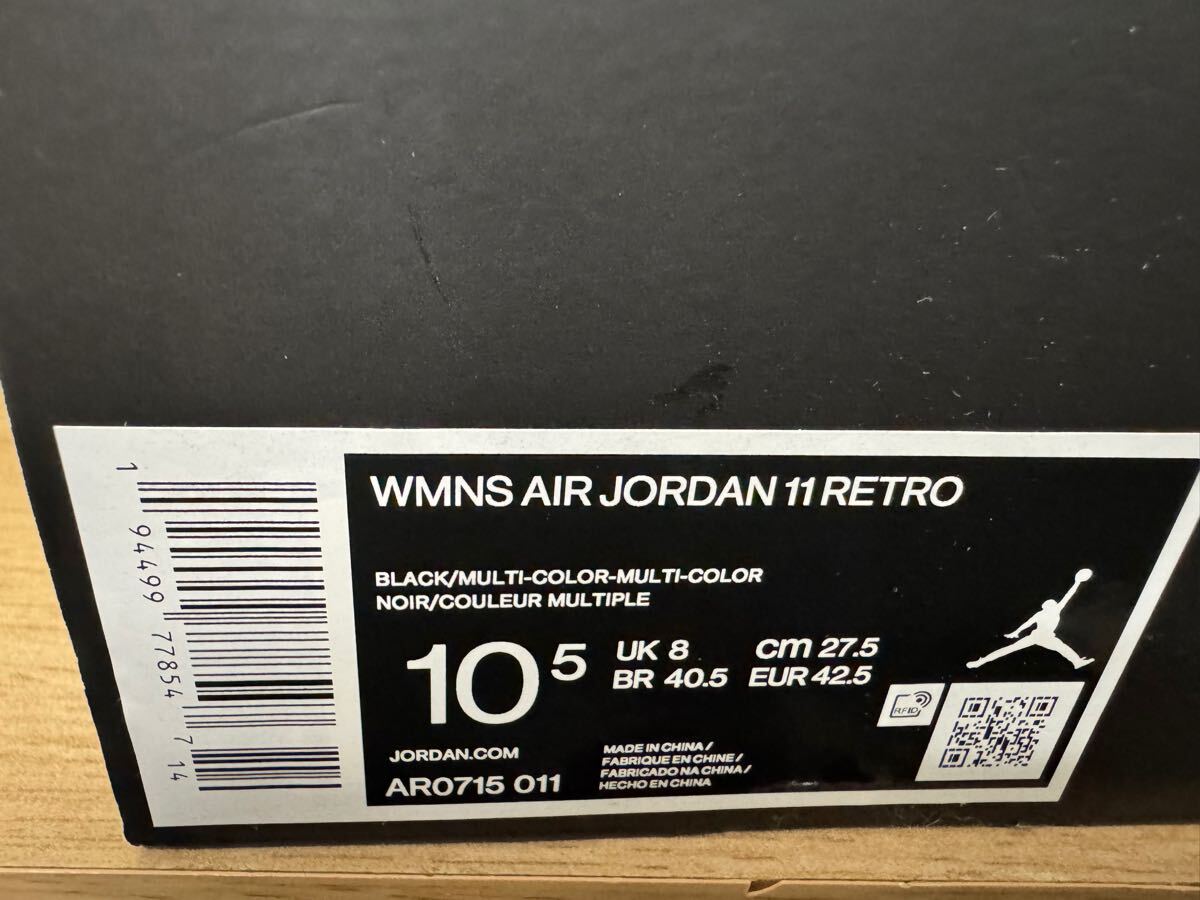 WMNS AIR JORDAN 11 RETRO
BLACK/MULTI-COLOR-MULTI-COLOR
NOIR/COULEUR MULTIPLE
10 5
UK 8 cm 27.5
BR 40.5 EUR 42.5
RFID
JORDAN.COM
AR0715 011
MADE IN CHINA /
FABRIQUE EN CHINE /
FABRICADO NA CHINA /
HECHO EN CHINA
1 94499 77854 7 14